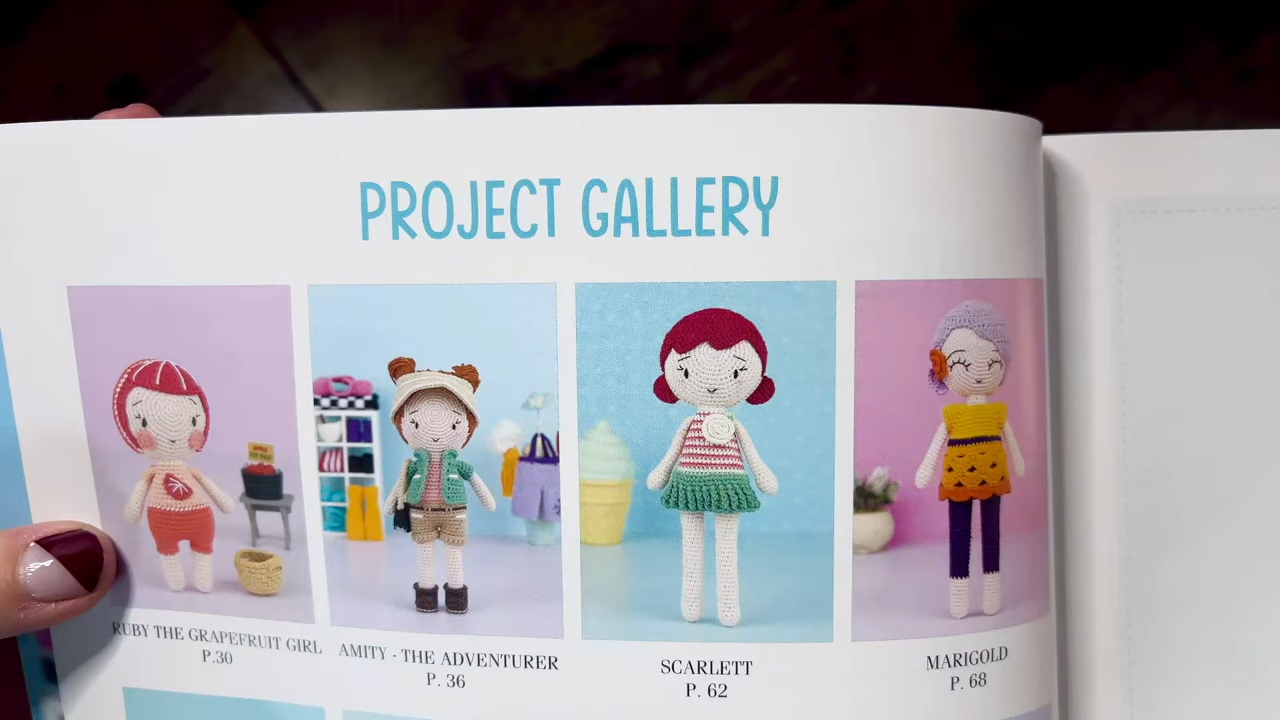 PROJECT GALLERY
RUBY THE GRAPEFRUIT GIRL
P.30
AMITY - THE ADVENTURER
P. 36
SCARLETT
P. 62
MARIGOLD
P. 68